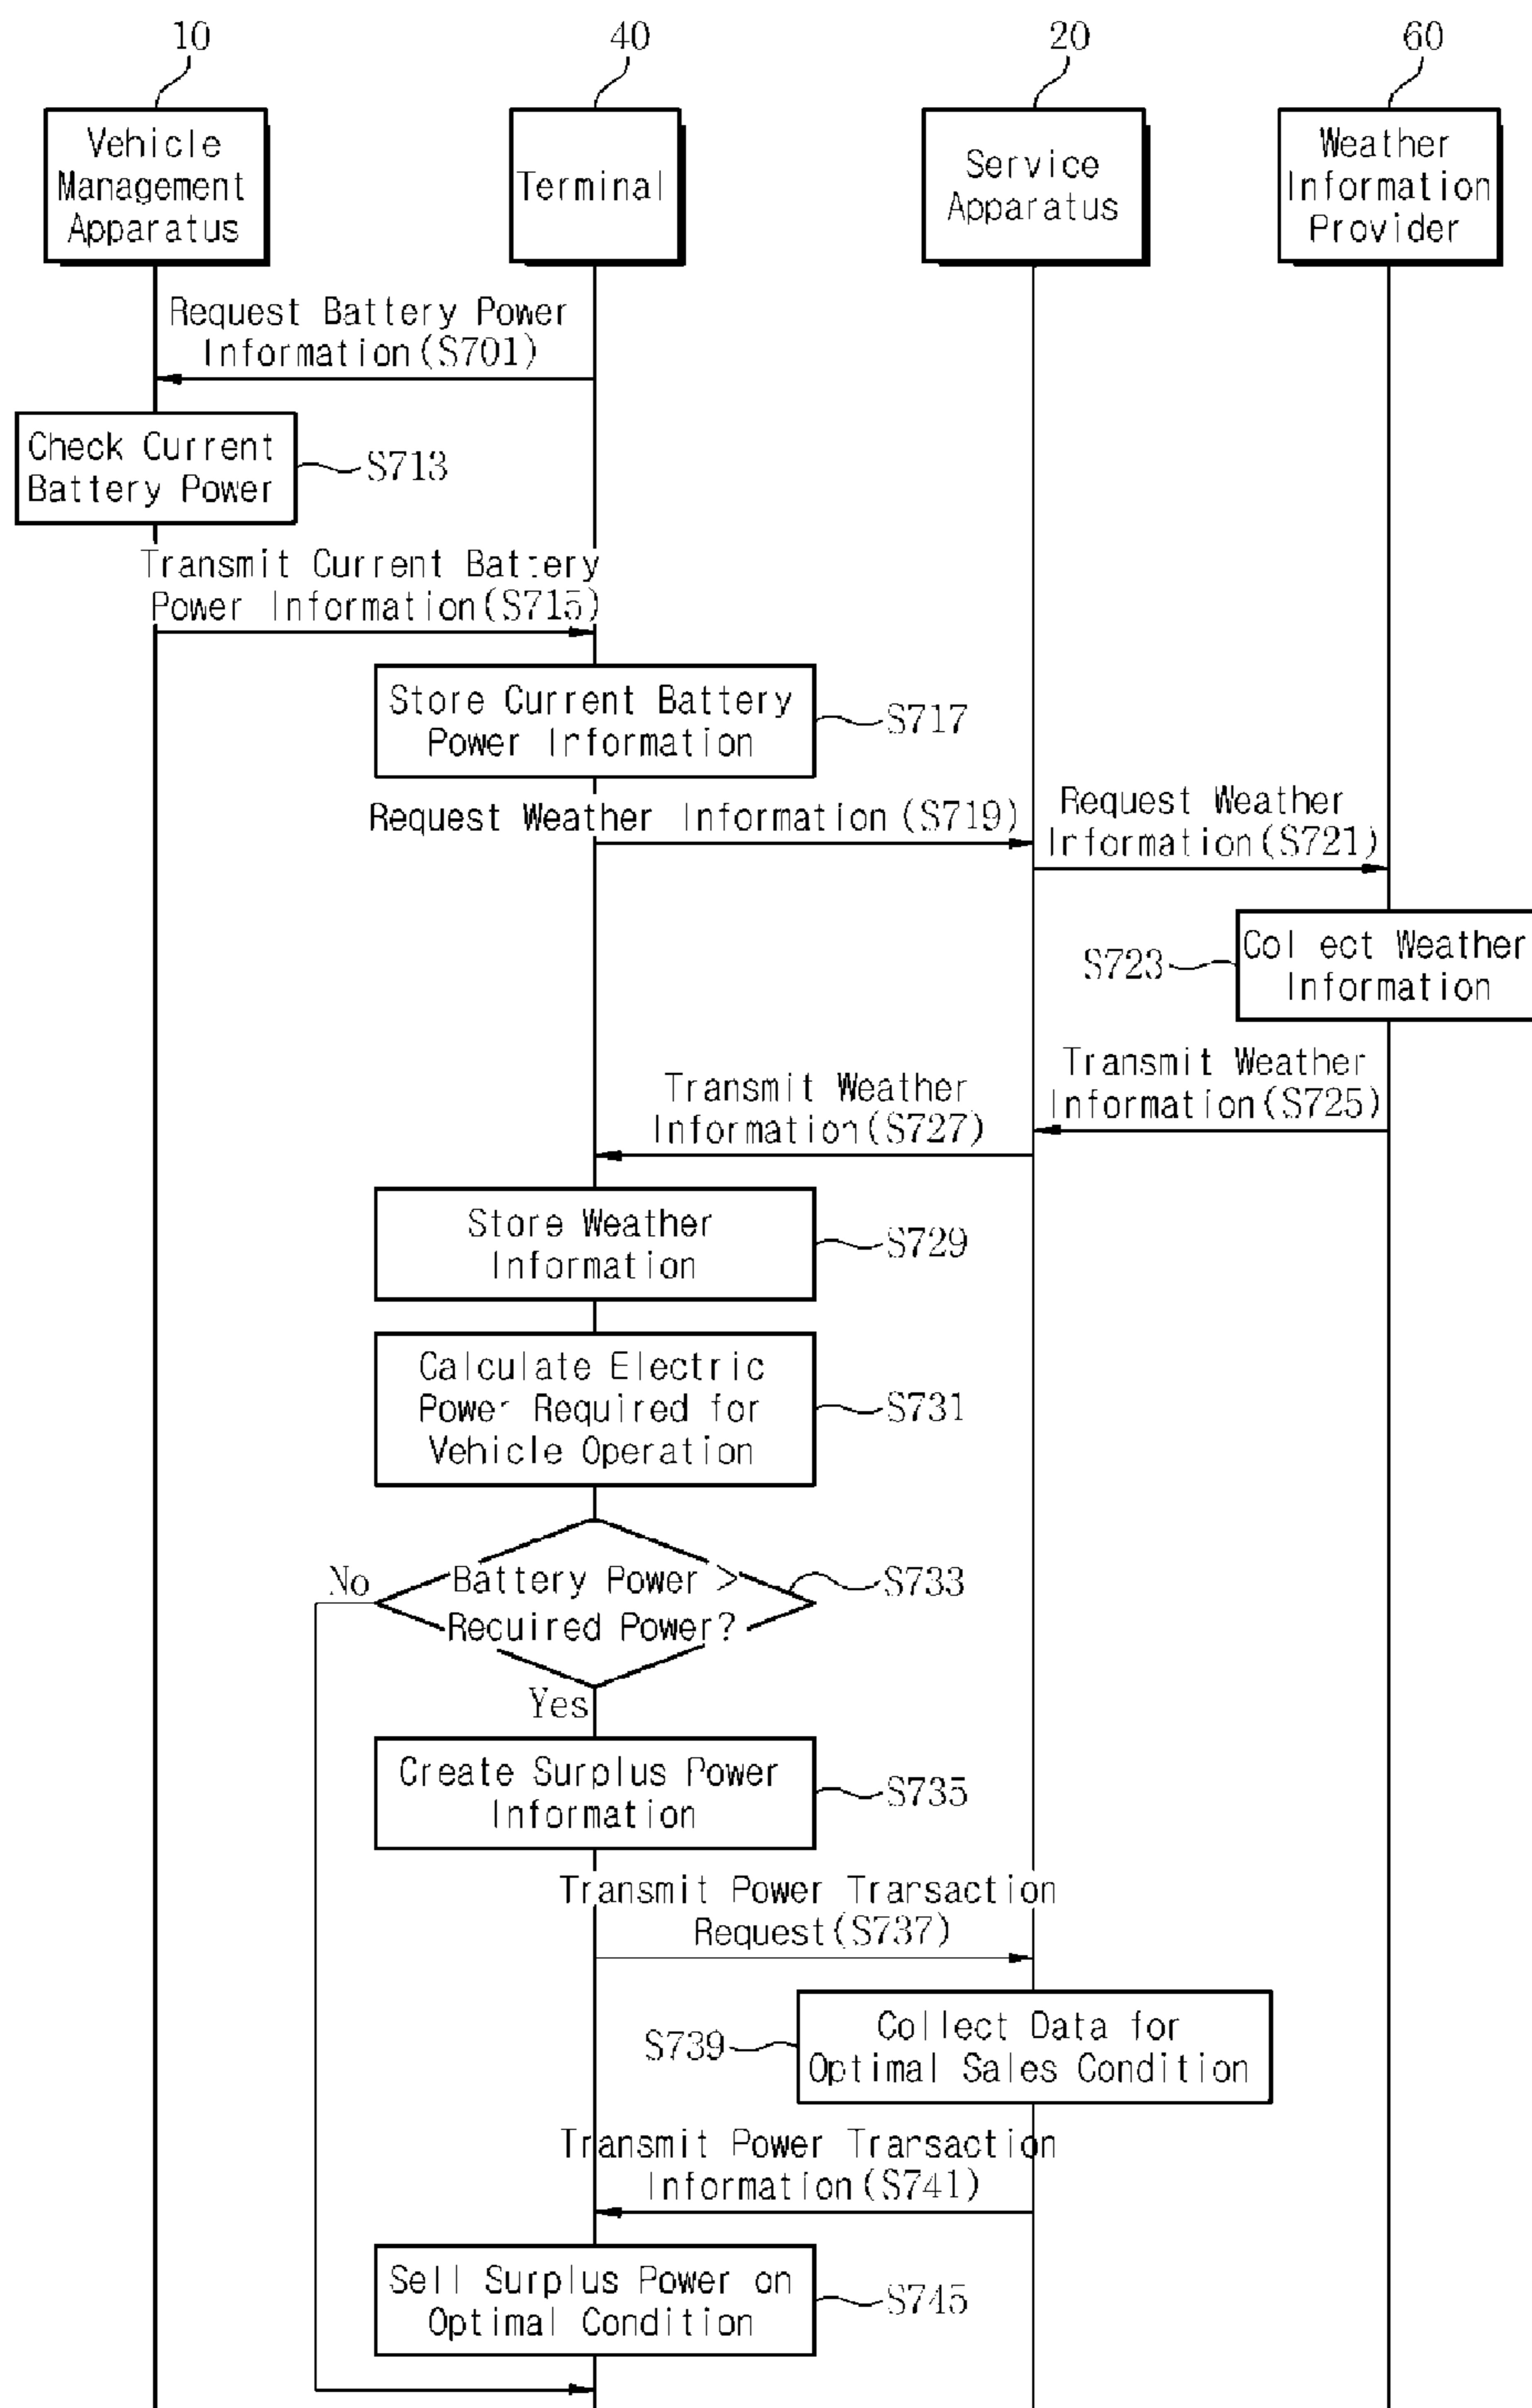 10
40
20
60
Vehicle
Management
Apparatus
Terminal
Service
Apparatus
Weather
Information
Provider
Request Battery Power
Information(S701)
Check Current
Battery Power
S713
Transmit Current Battery
Power Information(S715)
Store Current Battery
Power Information
S717
Request Weather Information(S719)
Request Weather
Information(S721)
S723
Collect Weather
Information
Transmit Weather
Information(S725)
Transmit Weather
Information(S727)
Store Weather
Information
S729
Calculate Electric
Power Required for
Vehicle Operation
S731
No
Battery Power >
Required Power?
S733
Yes
Create Surplus Power
Information
S735
Transmit Power Transaction
Request(S737)
S739
Collect Data for
Optimal Sales Condition
Transmit Power Transaction
Information(S741)
Sell Surplus Power on
Optimal Condition
S745